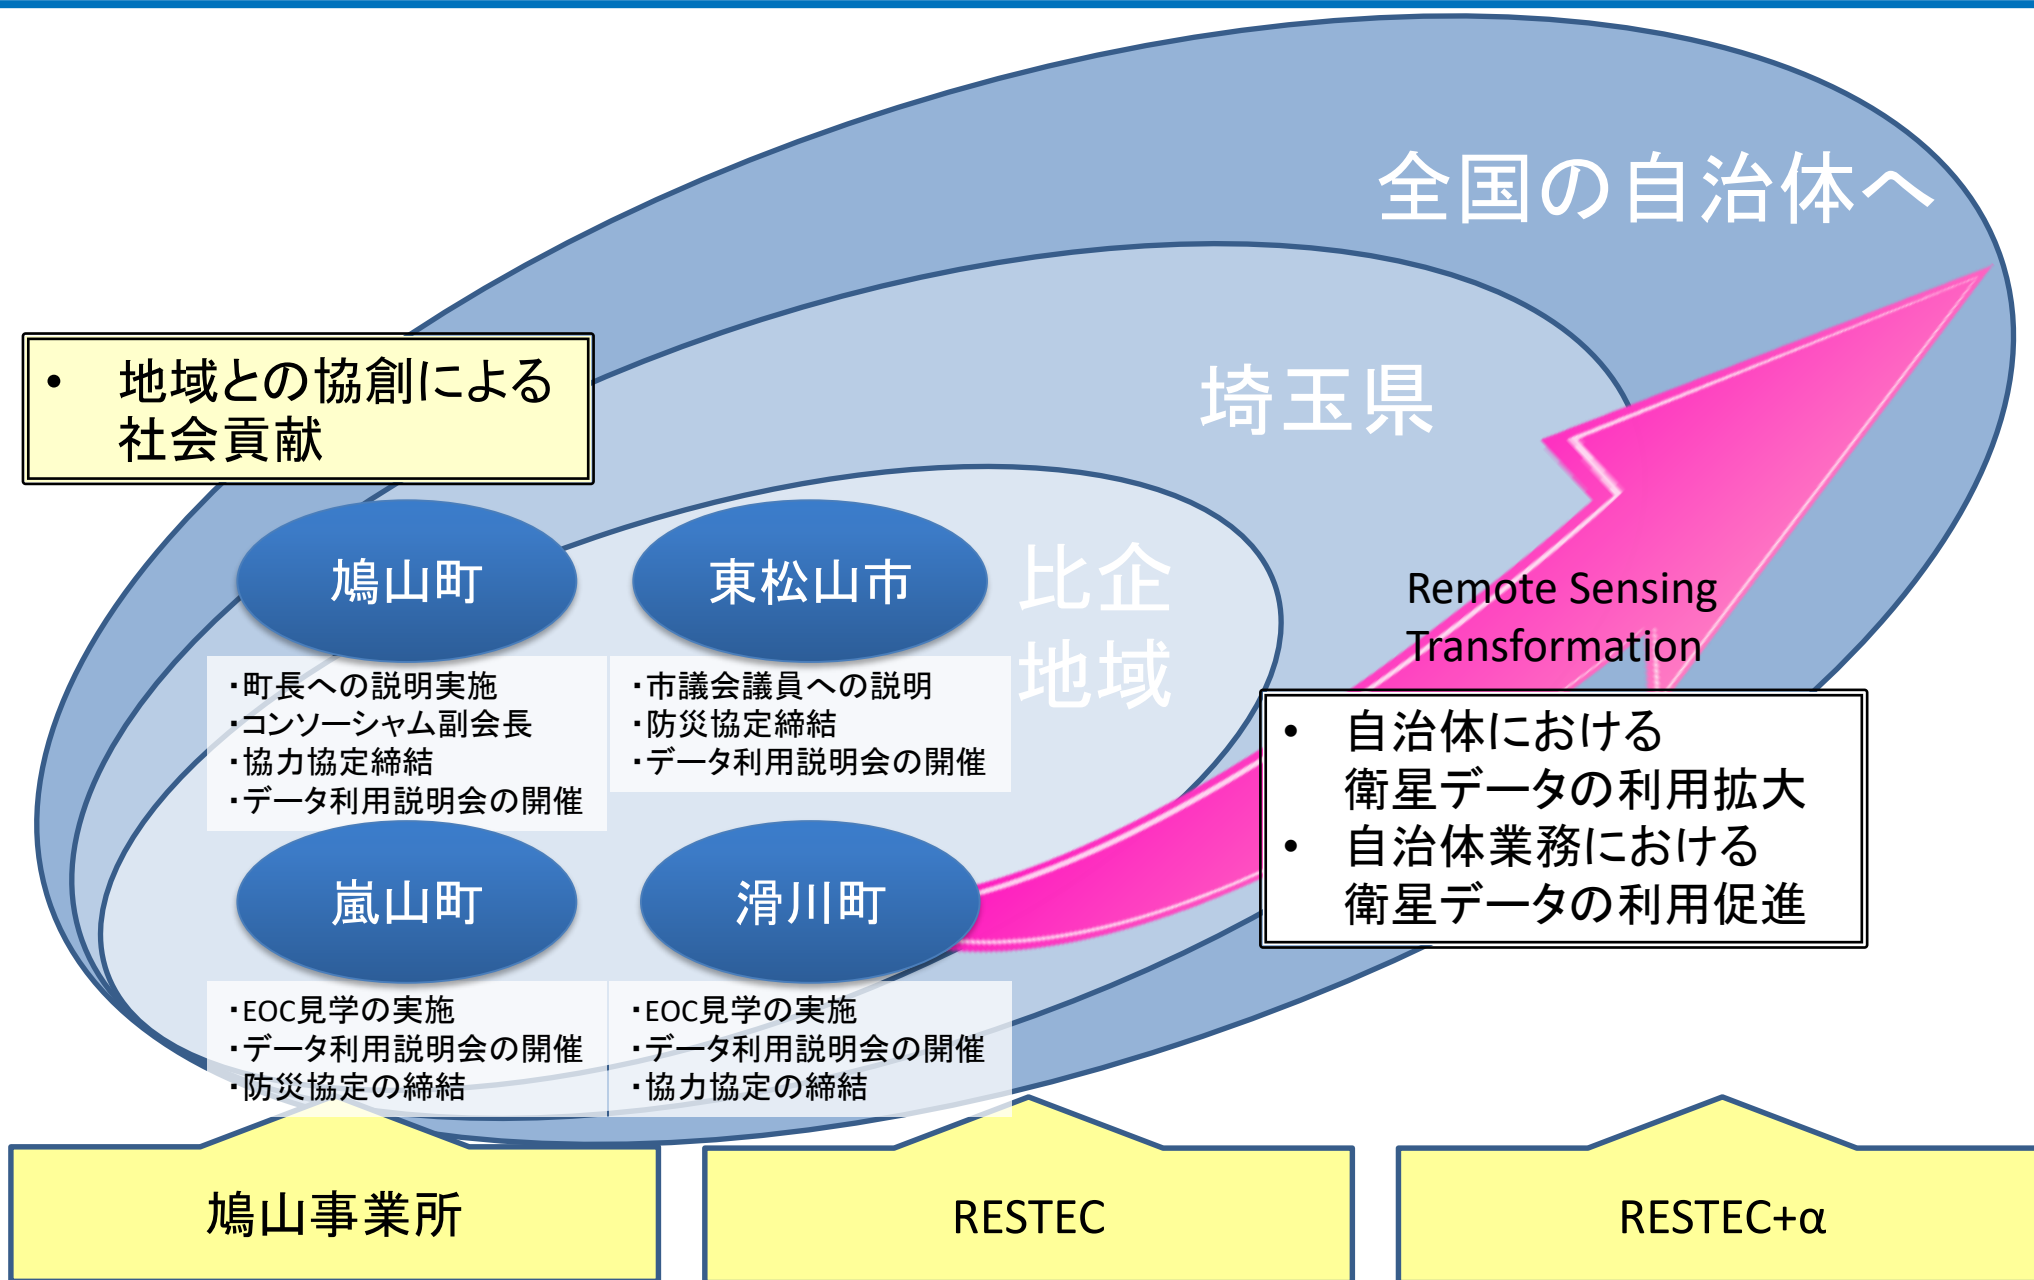 全国の自治体へ
埼玉県
• 地域との協創による
社会貢献
比企
地域
鳩山町
・町長への説明実施
・コンソーシャム副会長
・協力協定締結
・データ利用説明会の開催
東松山市
・市議会議員への説明
・防災協定締結
・データ利用説明会の開催
嵐山町
・EOC見学の実施
・データ利用説明会の開催
・防災協定の締結
滑川町
・EOC見学の実施
・データ利用説明会の開催
・協力協定の締結
Remote Sensing
Transformation
• 自治体における
衛星データの利用拡大
• 自治体業務における
衛星データの利用促進
鳩山事業所
RESTEC
RESTEC+α